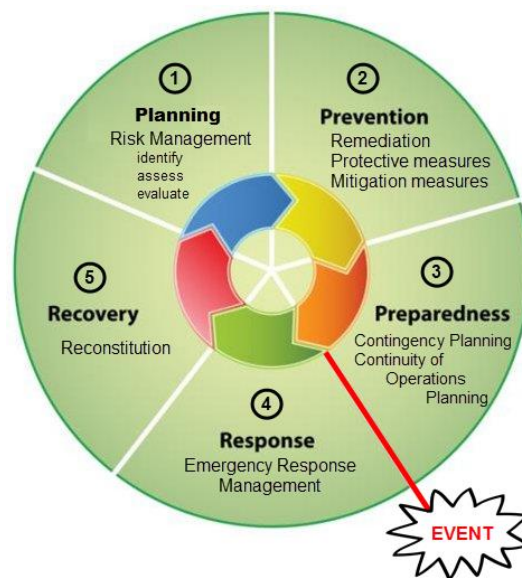 1
Planning
Risk Management
identify
assess
evaluate
2
Prevention
Remediation
Protective measures
Mitigation measures
3
Preparedness
Contingency Planning
Continuity of
Operations
Planning
4
Response
Emergency Response
Management
5
Recovery
Reconstitution
EVENT